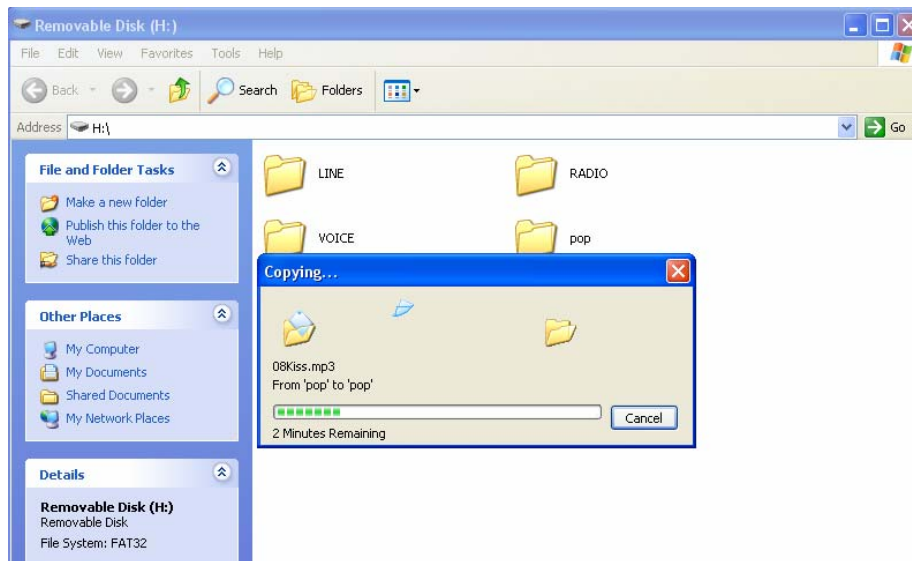 Removable Disk (H:)
File Edit View Favorites Tools Help
Back Search Folders
Address H:\ Go
File and Folder Tasks
Make a new folder
Publish this folder to the
Web
Share this folder
Other Places
My Computer
My Documents
Shared Documents
My Network Places
Details
Removable Disk (H:)
Removable Disk
File System: FAT32
LINE RADIO
VOICE pop
Copying...
08Kiss.mp3
From 'pop' to 'pop'
Cancel
2 Minutes Remaining